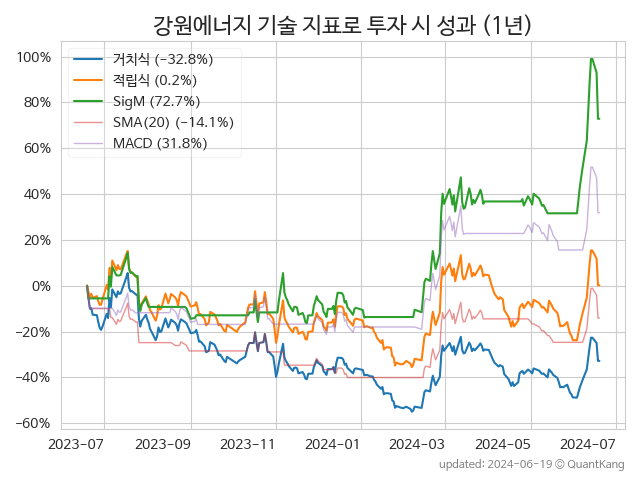 강원에너지 기술 지표로 투자 시 성과 (1년)
거치식 (−32.8%)
적립식 (0.2%)
SigM (72.7%)
SMA(20) (−14.1%)
MACD (31.8%)
100%
80%
60%
40%
20%
0%
−20%
−40%
−60%
2023−07 2023−09 2023−11 2024−01 2024−03 2024−05 2024−07
updated: 2024−06−19 © QuantKang